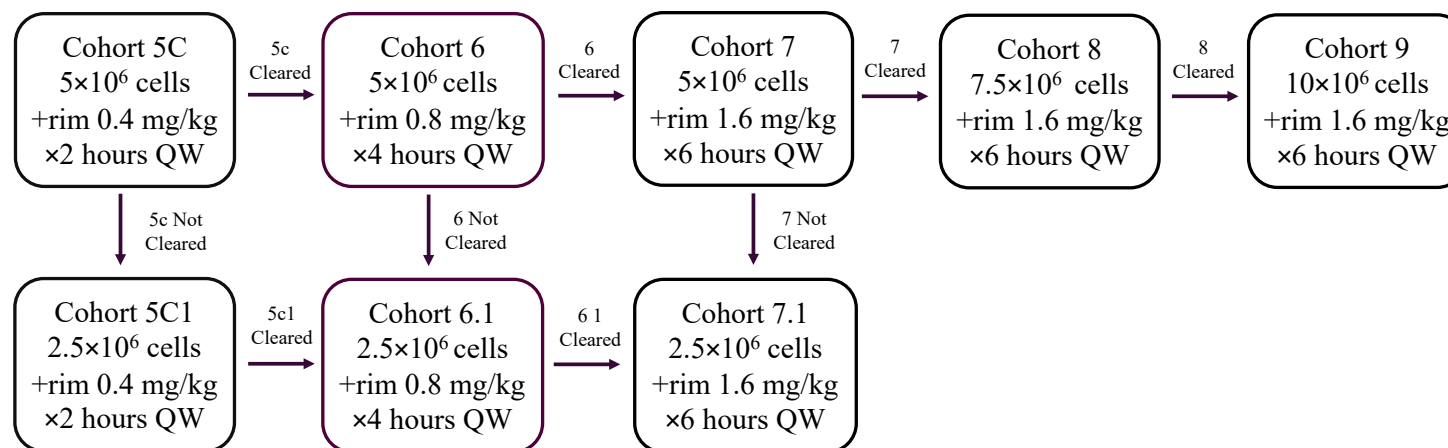 Cohort 5C
5×10⁶ cells
+rim 0.4 mg/kg
×2 hours QW
5c
Cleared
Cohort 6
5×10⁶ cells
+rim 0.8 mg/kg
×4 hours QW
6
Cleared
Cohort 7
5×10⁶ cells
+rim 1.6 mg/kg
×6 hours QW
7
Cleared
Cohort 8
7.5×10⁶ cells
+rim 1.6 mg/kg
×6 hours QW
8
Cleared
Cohort 9
10×10⁶ cells
+rim 1.6 mg/kg
×6 hours QW
5c Not
Cleared
6 Not
Cleared
7 Not
Cleared
Cohort 5C1
2.5×10⁶ cells
+rim 0.4 mg/kg
×2 hours QW
5c1
Cleared
Cohort 6.1
2.5×10⁶ cells
+rim 0.8 mg/kg
×4 hours QW
6 1
Cleared
Cohort 7.1
2.5×10⁶ cells
+rim 1.6 mg/kg
×6 hours QW